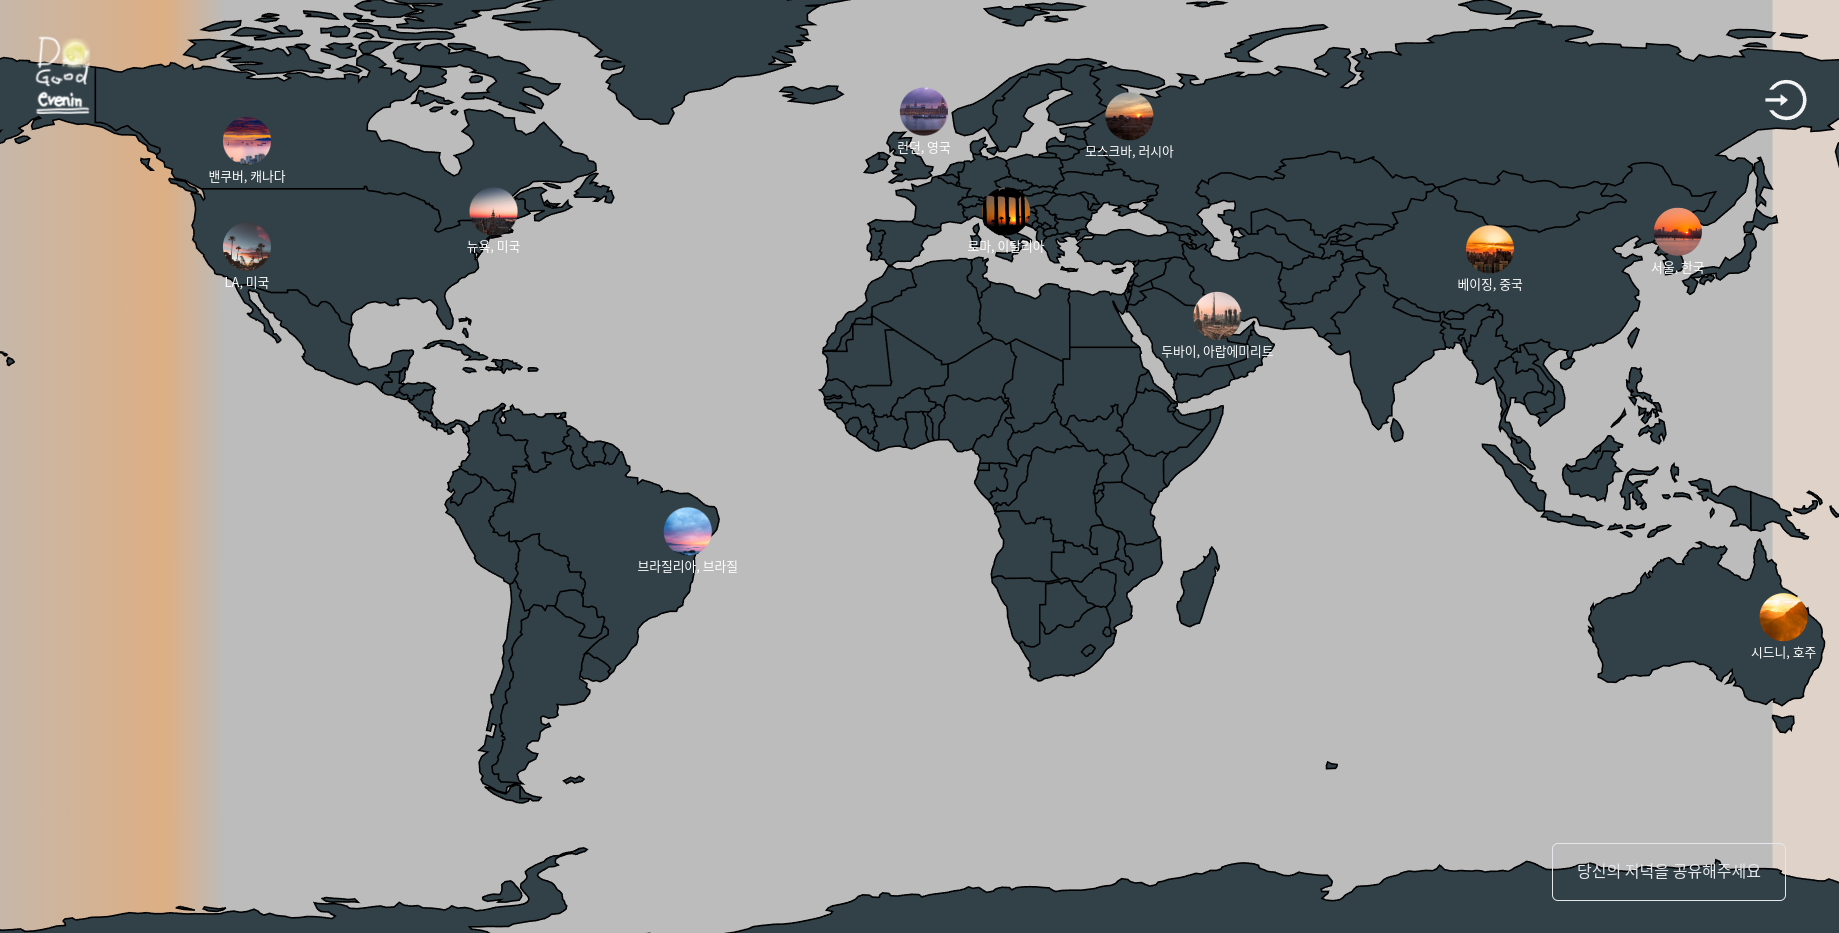 Day
Good
Evenin
밴쿠버, 캐나다
런던, 영국
모스크바, 러시아
뉴욕, 미국
로마, 이탈리아
LA, 미국
서울, 한국
베이징, 중국
두바이, 아랍에미리트
브라질리아, 브라질
시드니, 호주
당신의 저녁을 공유해주세요